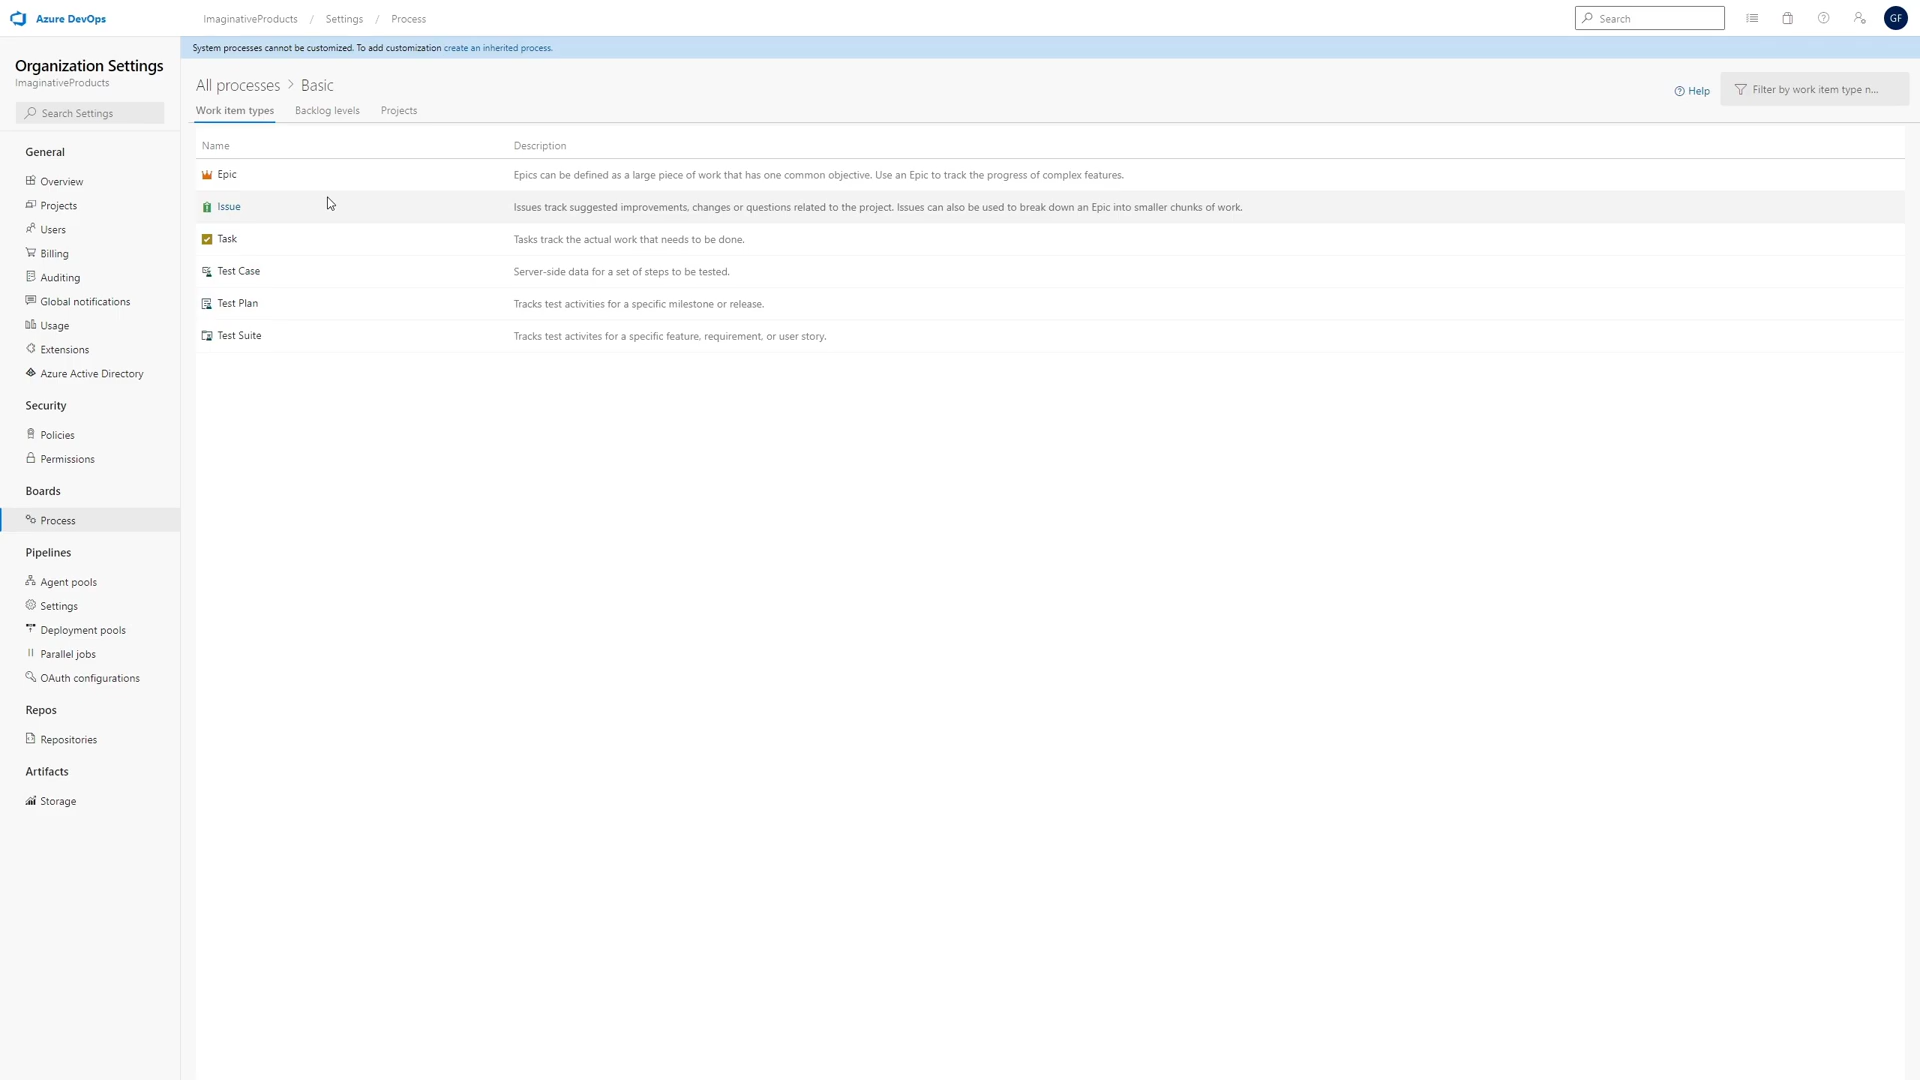 Azure DevOps
ImaginativeProducts / Settings / Process
Search
GF
System processes cannot be customized. To add customization create an inherited process.
Organization Settings
ImaginativeProducts
Search Settings
General
Overview
Projects
Users
Billing
Auditing
Global notifications
Usage
Extensions
Azure Active Directory
Security
Policies
Permissions
Boards
Process
Pipelines
Agent pools
Settings
Deployment pools
Parallel jobs
OAuth configurations
Repos
Repositories
Artifacts
Storage
All processes > Basic
Help
Filter by work item type n...
Work item types Backlog levels Projects
Name Description
Epic Epics can be defined as a large piece of work that has one common objective. Use an Epic to track the progress of complex features.
Issue Issues track suggested improvements, changes or questions related to the project. Issues can also be used to break down an Epic into smaller chunks of work.
Task Tasks track the actual work that needs to be done.
Test Case Server-side data for a set of steps to be tested.
Test Plan Tracks test activities for a specific milestone or release.
Test Suite Tracks test activites for a specific feature, requirement, or user story.